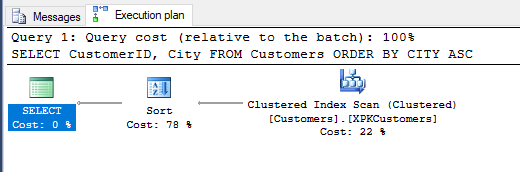 Messages Execution plan
Query 1: Query cost (relative to the batch): 100%
SELECT CustomerID, City FROM Customers ORDER BY CITY ASC
SELECT
Cost: 0 %
Sort
Cost: 78 %
Clustered Index Scan (Clustered)
[Customers].[XPKCustomers]
Cost: 22 %